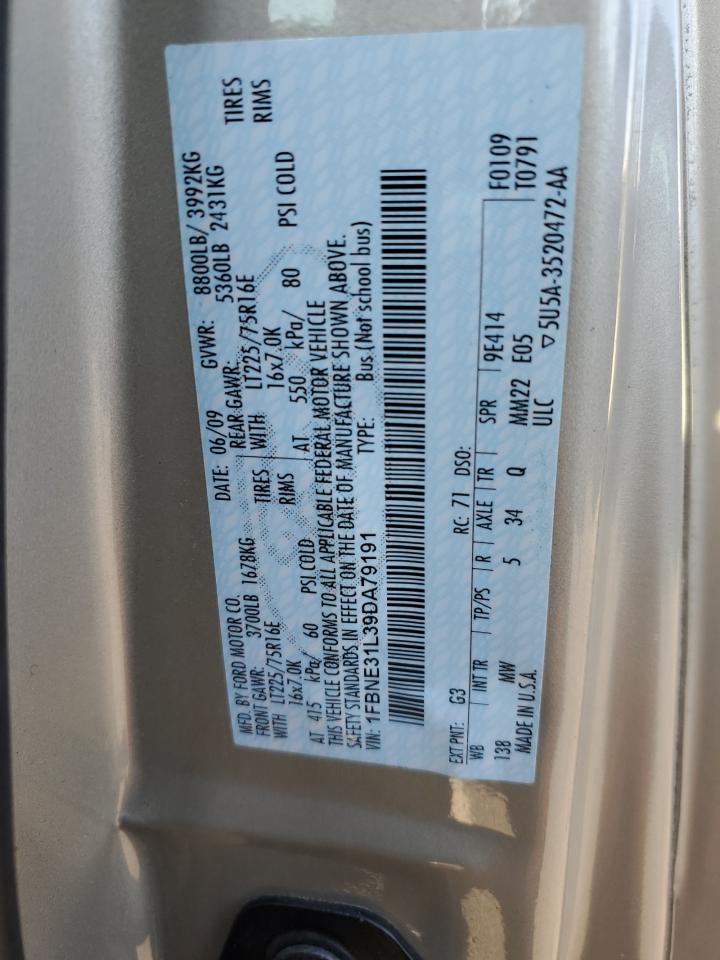 MFD. BY FORD MOTOR CO. DATE: 06/09 GVWR: 8800LB/ 3992KG
FRONT GAWR: 3700LB 1678KG REAR GAWR: 5360LB 2431KG
WITH LT225/75R16E TIRES WITH LT225/75R16E TIRES
16x7.0K RIMS 16x7.0K RIMS
AT 415 kPa/ 60 PSI COLD AT 550 kPa/ 80 PSI COLD
THIS VEHICLE CONFORMS TO ALL APPLICABLE FEDERAL MOTOR VEHICLE
SAFETY STANDARDS IN EFFECT ON THE DATE OF MANUFACTURE SHOWN ABOVE.
VIN: 1FBNE31L39DA79191 TYPE: Bus (Not school bus)
EXT PNT: G3 RC: 71 DSO: F0109
WB INT TR TP/PS R AXLE TR SPR 9E414 T0791
138 MW 5 34 Q MM22 E05
MADE IN U.S.A. ULC ▽5U5A-3520472-AA